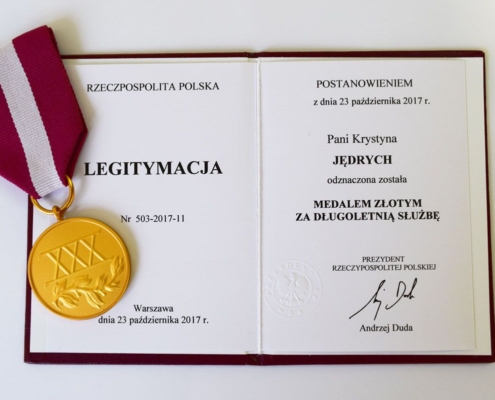 RZECZPOSPOLITA POLSKA
LEGITYMACJA
Nr 503-2017-11
Warszawa
dnia 23 października 2017 r.
XXX
POSTANOWIENIEM
z dnia 23 października 2017 r.
Pani Krystyna
JĘDRYCH
odznaczona została
MEDALEM ZŁOTYM
ZA DŁUGOLETNIĄ SŁUŻBĘ
PREZYDENT
RZECZYPOSPOLITEJ POLSKIEJ
Andrzej Duda